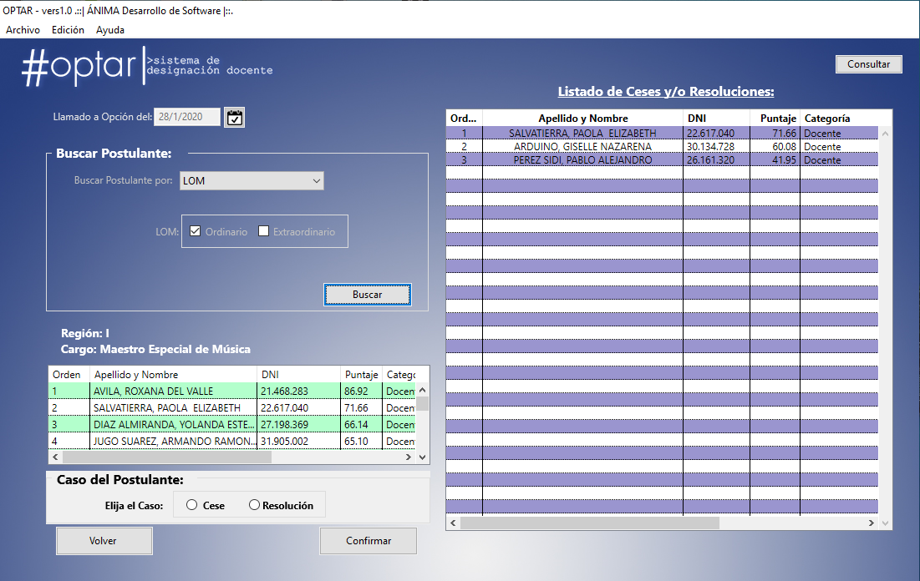 OPTAR - vers1.0 .::| ÁNIMA Desarrollo de Software |::.
Archivo Edición Ayuda
#optar >sistema de
designación docente
Consultar
Llamado a Opción del: 28/1/2020
Buscar Postulante:
Buscar Postulante por: LOM
LOM: Ordinario Extraordinario
Buscar
Región: I
Cargo: Maestro Especial de Música
Orden Apellido y Nombre DNI Puntaje Catego
1 AVILA, ROXANA DEL VALLE 21.468.283 86.92 Docen
2 SALVATIERRA, PAOLA  ELIZABETH 22.617.040 71.66 Docen
3 DIAZ ALMIRANDA, YOLANDA ESTE... 27.198.369 66.14 Docen
4 JUGO SUAREZ, ARMANDO RAMON... 31.905.002 65.10 Docen
Caso del Postulante:
Elija el Caso: Cese Resolución
Volver Confirmar
Listado de Ceses y/o Resoluciones:
Ord... Apellido y Nombre DNI Puntaje Categoría
1 SALVATIERRA, PAOLA  ELIZABETH 22.617.040 71.66 Docente
2 ARDUINO, GISELLE NAZARENA 30.134.728 60.08 Docente
3 PEREZ SIDI, PABLO ALEJANDRO 26.161.320 41.95 Docente